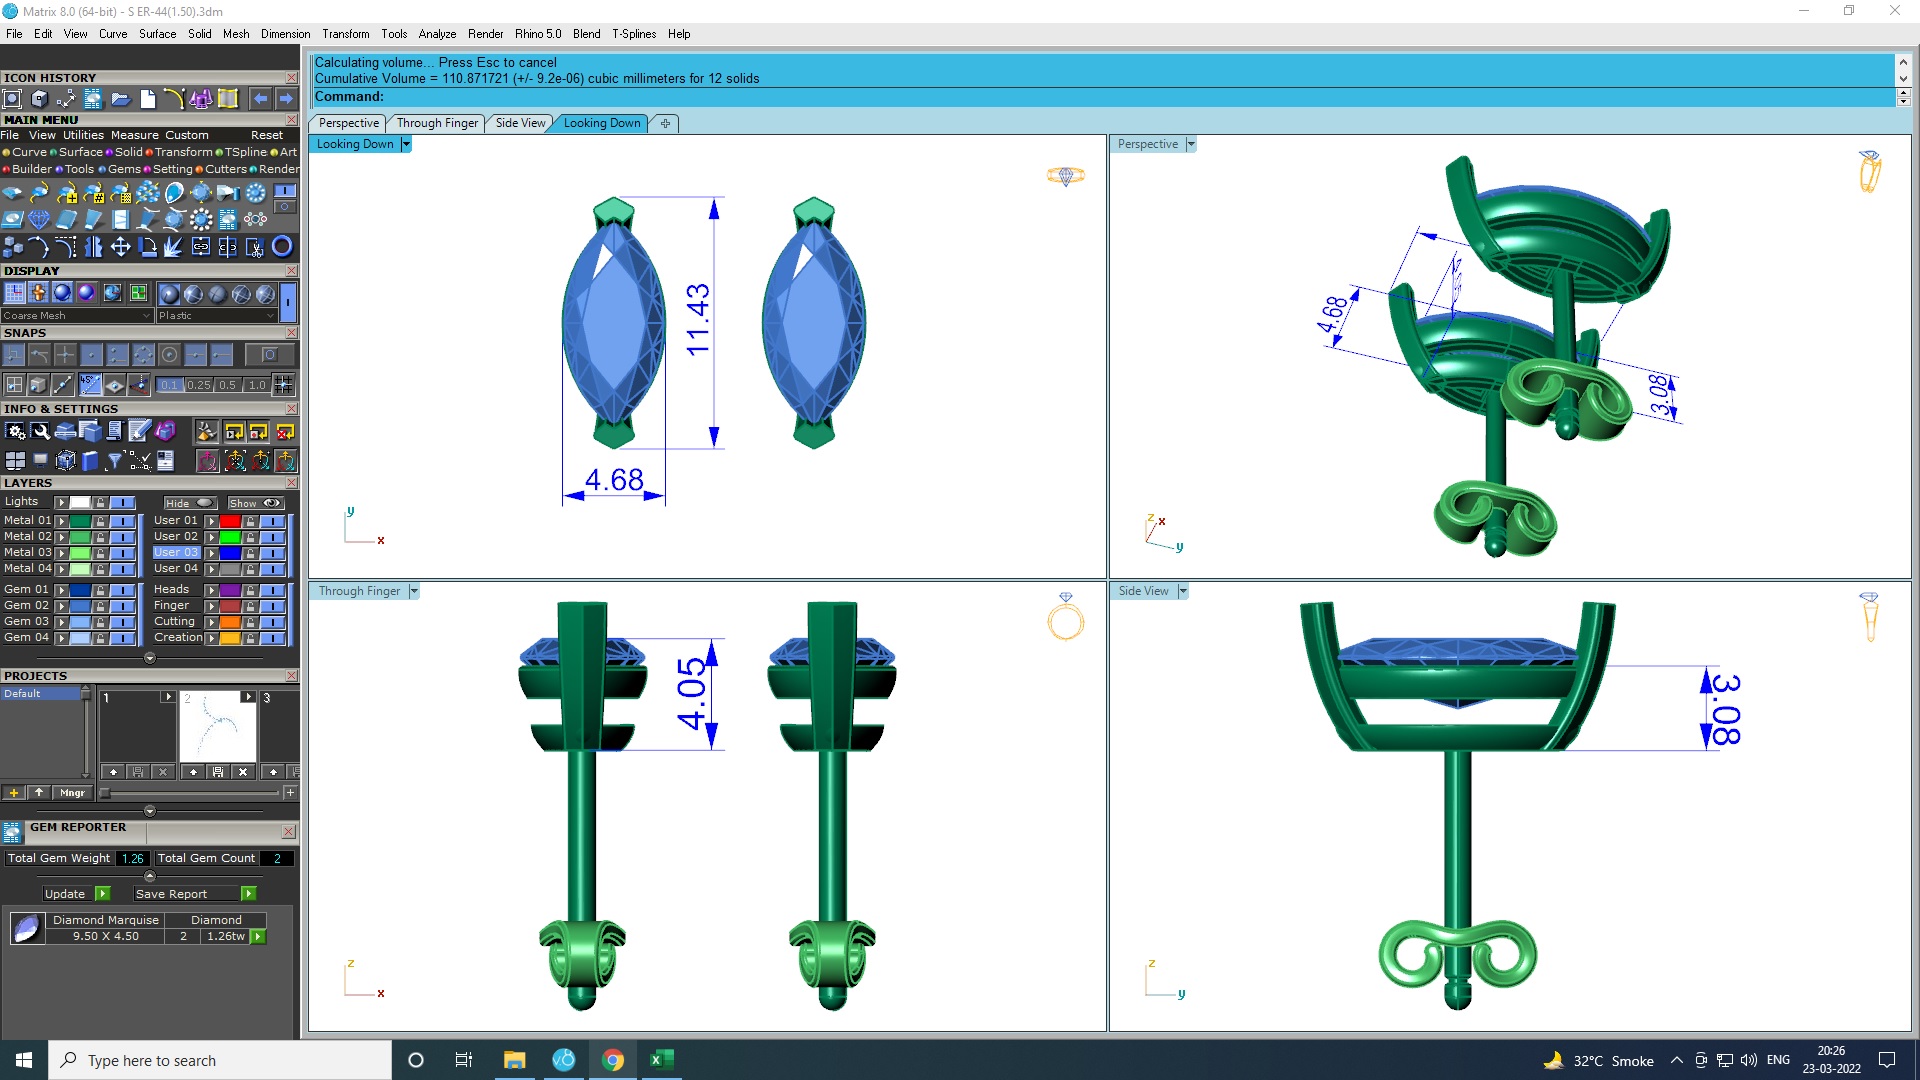 Matrix 8.0 (64-bit) - S ER-44(1.50).3dm
File Edit View Curve Surface Solid Mesh Dimension Transform Tools Analyze Render Rhino 5.0 Blend T-Splines Help
Calculating volume... Press Esc to cancel
Cumulative Volume = 110.871721 (+/- 9.2e-06) cubic millimeters for 12 solids
Command:
ICON HISTORY
MAIN MENU
File View Utilities Measure Custom Reset
Curve Surface Solid Transform TSpline Art
Builder Tools Gems Setting Cutters Render
DISPLAY
Coarse Mesh Plastic
SNAPS
45°
0.1 0.25 0.5 1.0
INFO & SETTINGS
LAYERS
Lights Hide Show
Metal 01 User 01
Metal 02 User 02
Metal 03 User 03
Metal 04 User 04
Gem 01 Heads
Gem 02 Finger
Gem 03 Cutting
Gem 04 Creation
PROJECTS
Default 1 2 3
Mngr
GEM REPORTER
Total Gem Weight 1.26 Total Gem Count 2
Update Save Report
Diamond Marquise Diamond
9.50 X 4.50 2 1.26tw
Perspective Through Finger Side View Looking Down
Looking Down
11.43
4.68
y
x
Perspective
4.68
3.08
z x
y
Through Finger
4.05
z
x
Side View
3.08
z
y
Type here to search
32°C Smoke ENG 20:26
23-03-2022